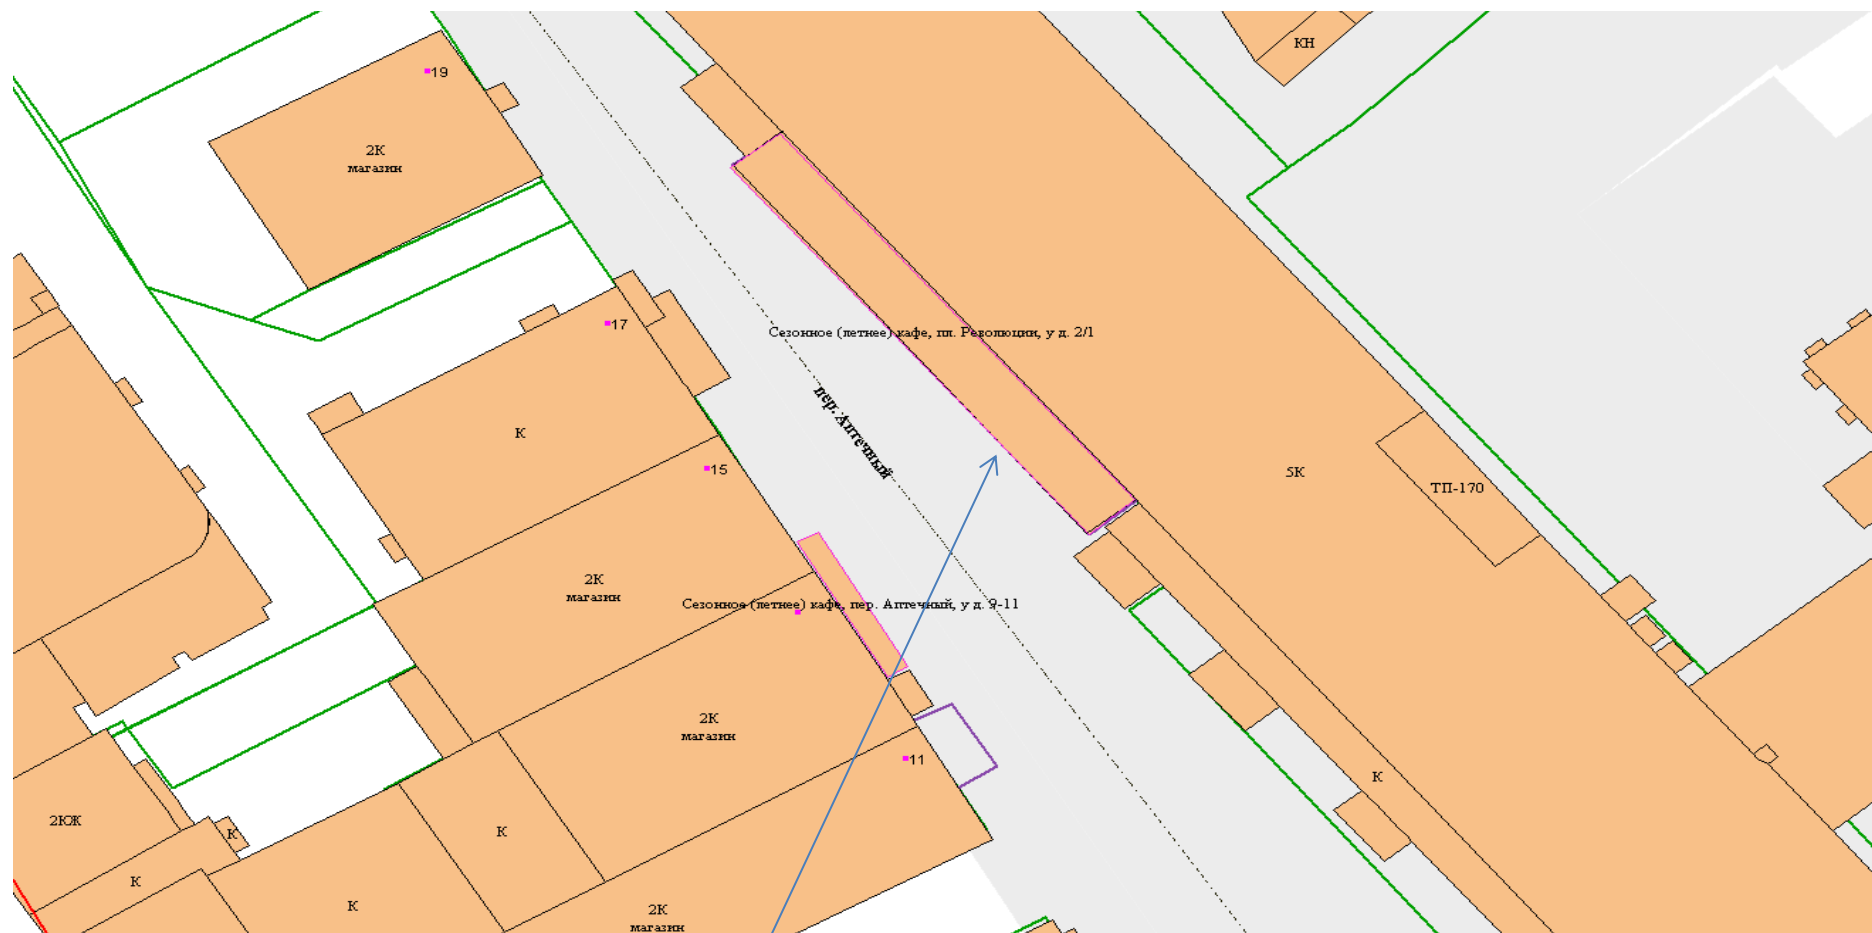 КН
19
2К
магазин
17
Сезонное (летнее) кафе, пл. Революции, у д. 2/1
пер. Аптечный
К
15
5К
ТП-170
2К
магазин
Сезонное (летнее) кафе, пер. Аптечный, у д. 9-11
2К
магазин
11
К
2КЖ
К
К
К
К
2К
магазин